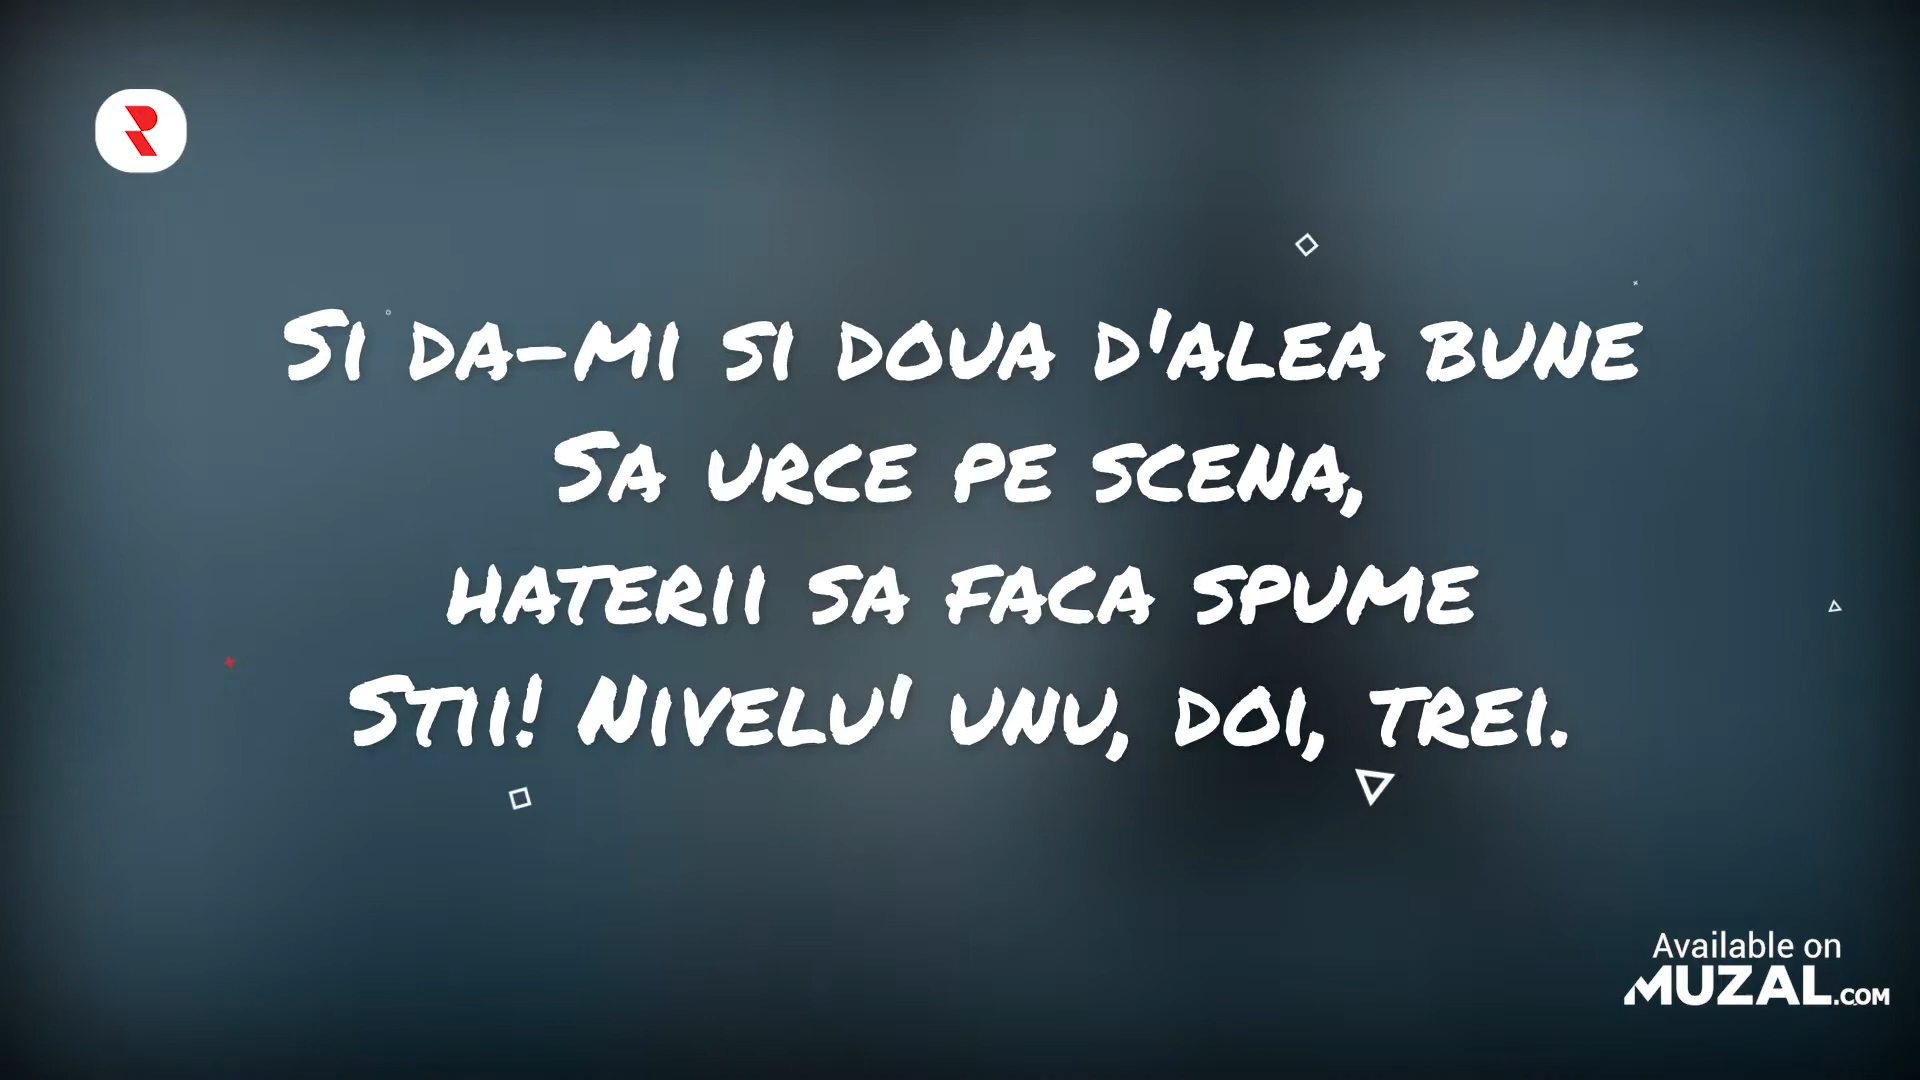 Si da-mi si doua d'alea bune
Sa urce pe scena,
haterii sa faca spume
Stii! Nivelu' unu, doi, trei.
Available on
MUZAL.COM